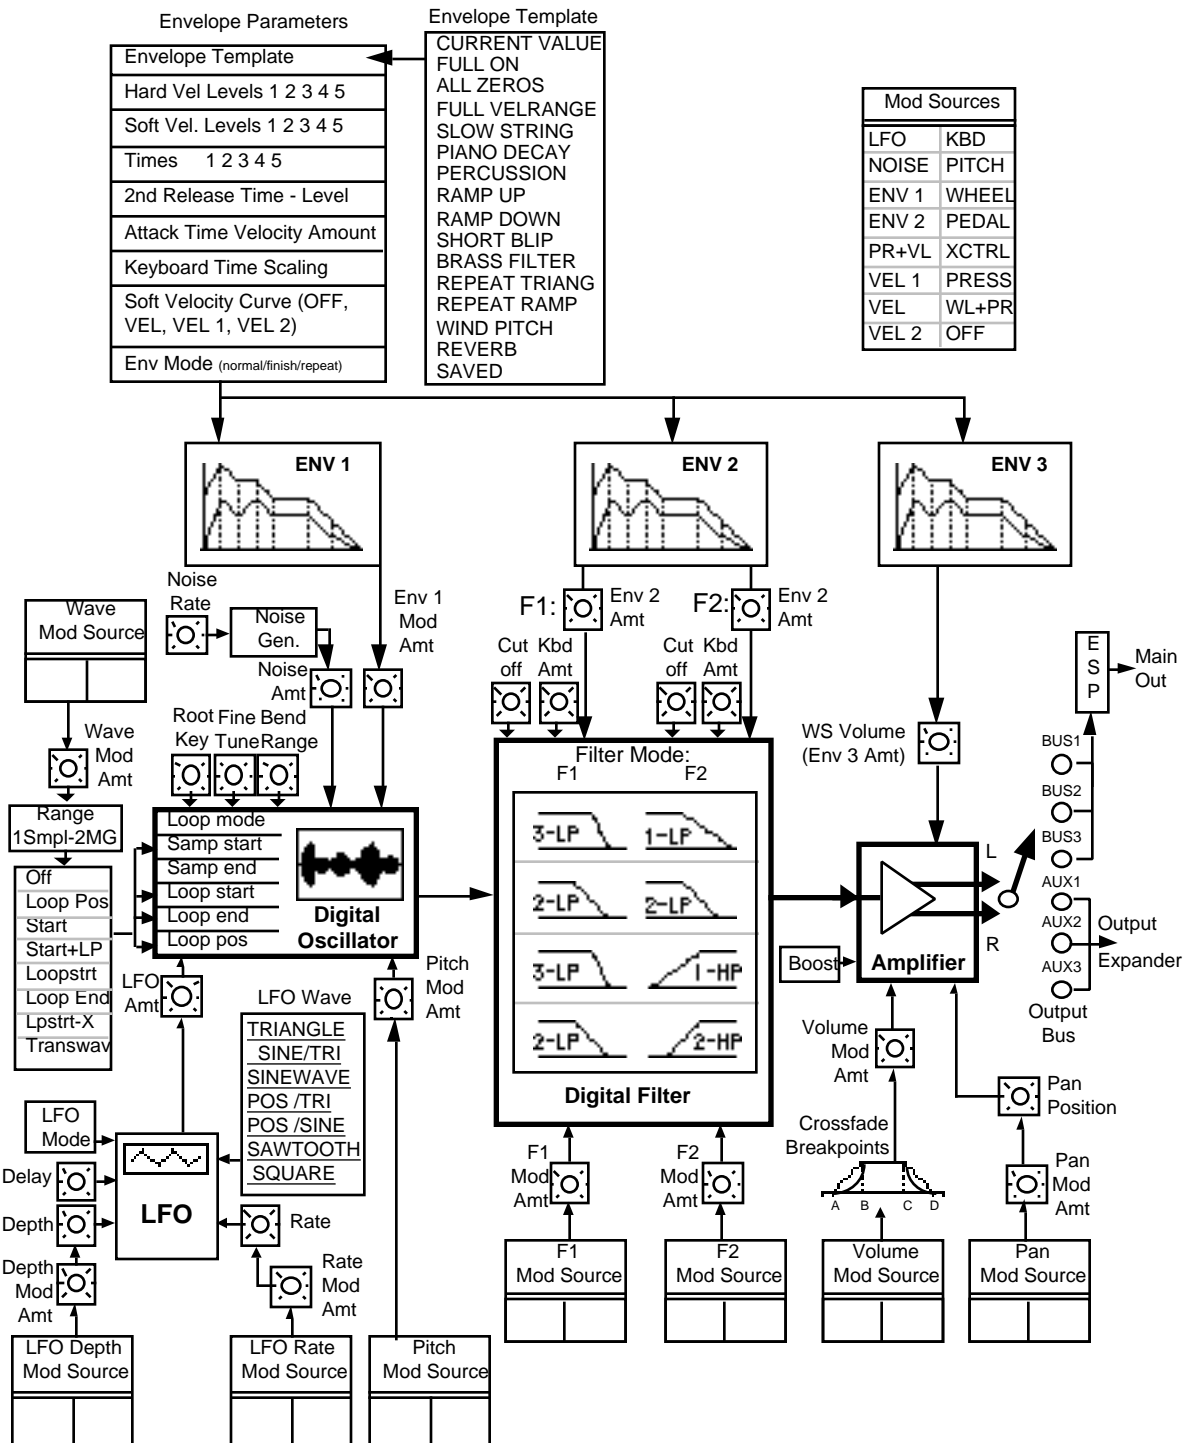 Envelope Parameters
Envelope Template
Hard Vel Levels 1 2 3 4 5
Soft Vel. Levels 1 2 3 4 5
Times 1 2 3 4 5
2nd Release Time - Level
Attack Time Velocity Amount
Keyboard Time Scaling
Soft Velocity Curve (OFF,
VEL, VEL 1, VEL 2)
Env Mode (normal/finish/repeat)
Envelope Template
CURRENT VALUE
FULL ON
ALL ZEROS
FULL VELRANGE
SLOW STRING
PIANO DECAY
PERCUSSION
RAMP UP
RAMP DOWN
SHORT BLIP
BRASS FILTER
REPEAT TRIANG
REPEAT RAMP
WIND PITCH
REVERB
SAVED
Mod Sources
LFO KBD
NOISE PITCH
ENV 1 WHEEL
ENV 2 PEDAL
PR+VL XCTRL
VEL 1 PRESS
VEL WL+PR
VEL 2 OFF
ENV 1
ENV 2
ENV 3
Noise
Rate
Noise
Gen.
Noise
Amt
Env 1
Mod
Amt
Wave
Mod Source
Wave
Mod
Amt
Range
1Smpl-2MG
Off
Loop Pos
Start
Start+LP
Loopstrt
Loop End
Lpstrt-X
Transwav
Root
Key
Fine
Tune
Bend
Range
Loop mode
Samp start
Samp end
Loop start
Loop end
Loop pos
Digital
Oscillator
F1:
Env 2
Amt
F2:
Env 2
Amt
Cut
off
Kbd
Amt
Cut
off
Kbd
Amt
Filter Mode:
F1 F2
3-LP 1-LP
2-LP 2-LP
3-LP 1-HP
2-LP 2-HP
Digital Filter
WS Volume
(Env 3 Amt)
L
R
Boost
Amplifier
ESP
Main
Out
BUS1
BUS2
BUS3
AUX1
AUX2
AUX3
Output
Expander
Output
Bus
LFO
Amt
Pitch
Mod
Amt
LFO Wave
TRIANGLE
SINE/TRI
SINEWAVE
POS /TRI
POS /SINE
SAWTOOTH
SQUARE
LFO
Mode
Delay
Depth
LFO
Rate
Depth
Mod
Amt
Rate
Mod
Amt
LFO Depth
Mod Source
LFO Rate
Mod Source
Pitch
Mod Source
F1
Mod
Amt
F2
Mod
Amt
F1
Mod Source
F2
Mod Source
Volume
Mod
Amt
Crossfade
Breakpoints
A B C D
Volume
Mod Source
Pan
Position
Pan
Mod
Amt
Pan
Mod Source